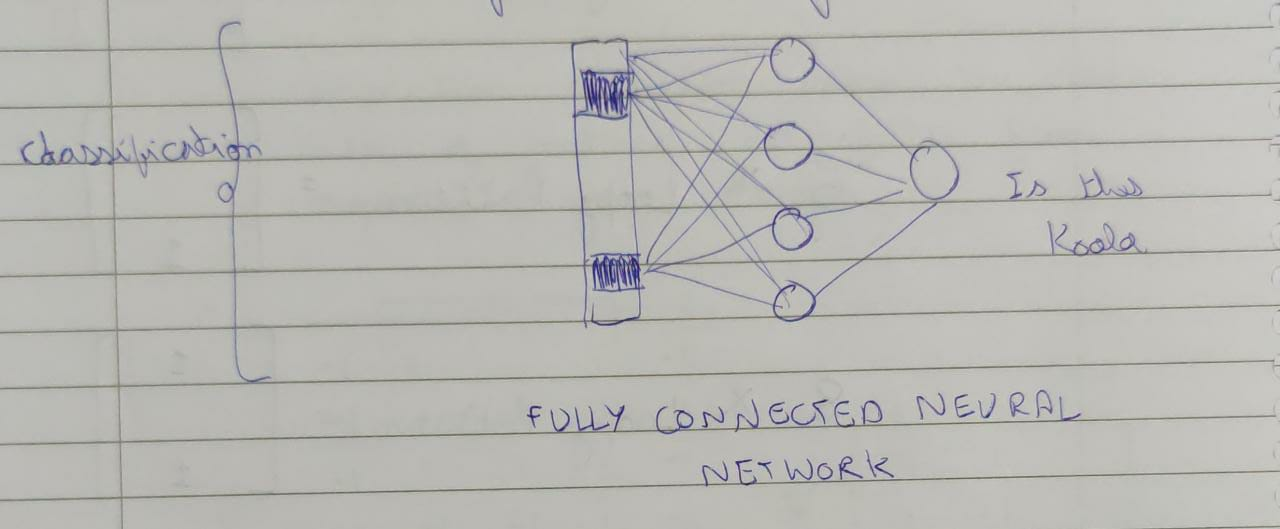 Classification
Is this
Koala
FULLY CONNECTED NEURAL
NETWORK